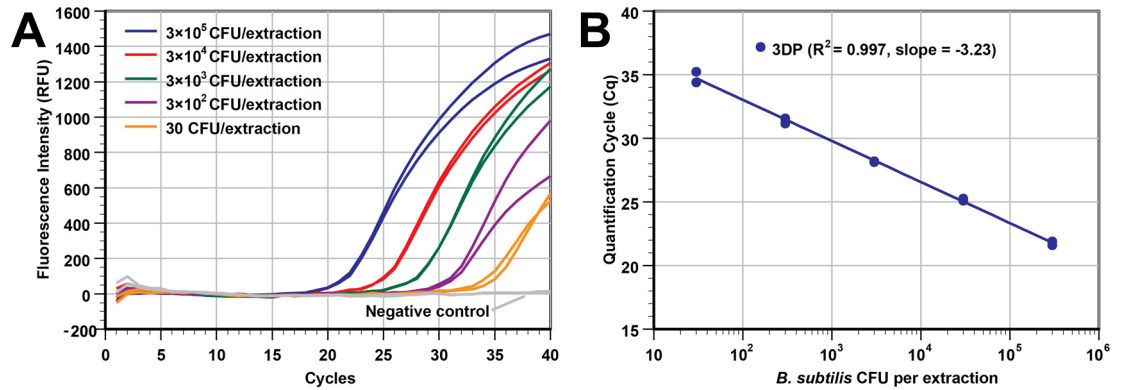 A
Fluorescence Intensity (RFU)
1600
1400
1200
1000
800
600
400
200
0
-200
3×10⁵ CFU/extraction
3×10⁴ CFU/extraction
3×10³ CFU/extraction
3×10² CFU/extraction
30 CFU/extraction
Negative control
0 5 10 15 20 25 30 35 40
Cycles
B
Quantification Cycle (Cq)
40
35
30
25
20
15
3DP (R² = 0.997, slope = -3.23)
10 10² 10³ 10⁴ 10⁵ 10⁶
B. subtilis CFU per extraction